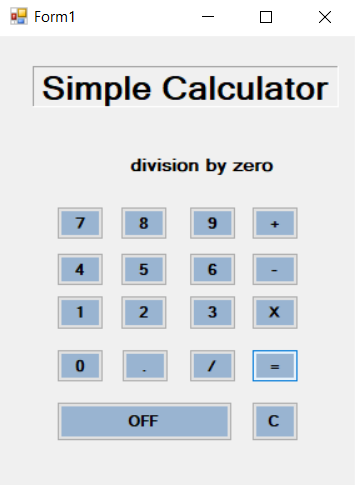 Form1
Simple Calculator
division by zero
7 8 9 +
4 5 6 -
1 2 3 X
0 . / =
OFF C